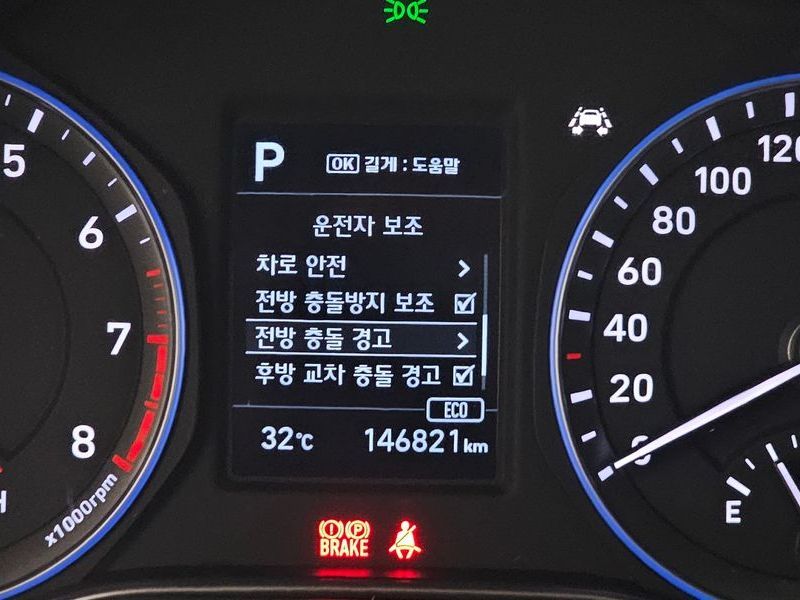 P OK 길게 : 도움말
운전자 보조
차로 안전 >
전방 충돌방지 보조
전방 충돌 경고 >
후방 교차 충돌 경고
ECO
32°C 146821 km
5
6
7
8
x1000rpm
H
120
100
80
60
40
20
0
E
(!) (P)
BRAKE